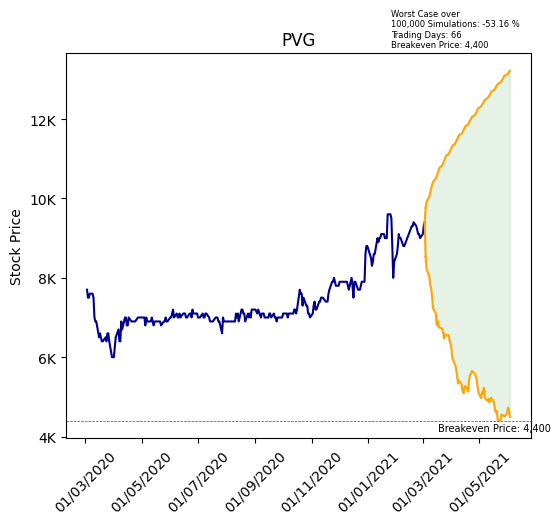 Worst Case over
100,000 Simulations: -53.16 %
Trading Days: 66
Breakeven Price: 4,400
PVG
Stock Price
12K
10K
8K
6K
4K
Breakeven Price: 4,400
01/03/2020
01/05/2020
01/07/2020
01/09/2020
01/11/2020
01/01/2021
01/03/2021
01/05/2021